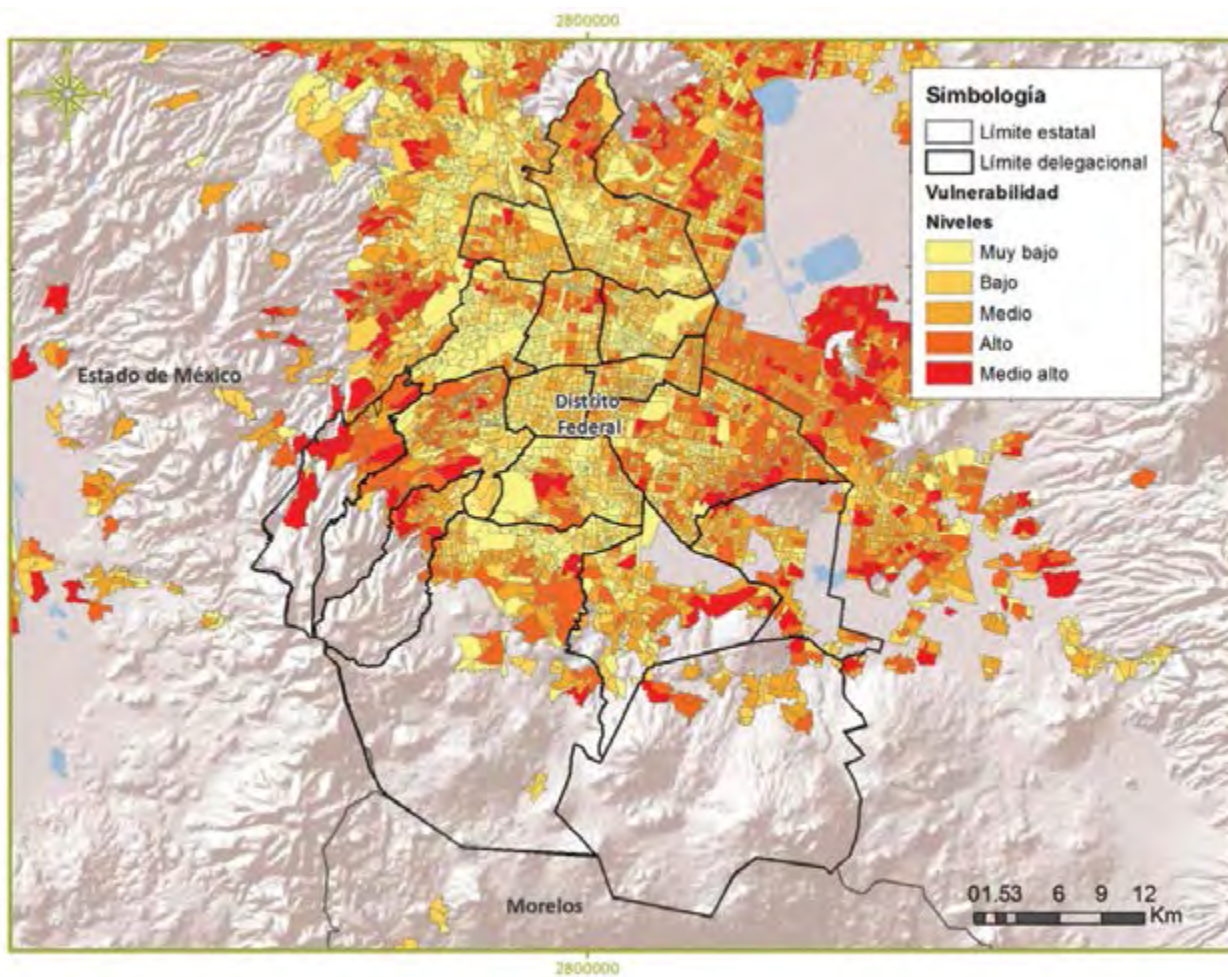 2800000
Simbología
Límite estatal
Límite delegacional
Vulnerabilidad
Niveles
Muy bajo
Bajo
Medio
Alto
Medio alto
Estado de México
Distrito
Federal
Morelos
01.53 6 9 12
Km
2800000